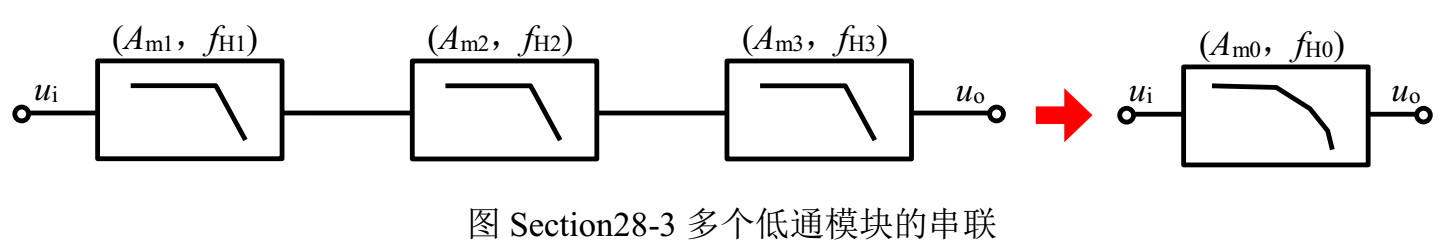 (Am1，fH1) (Am2，fH2) (Am3，fH3) (Am0，fH0)
ui uo ui uo
图 Section28-3 多个低通模块的串联